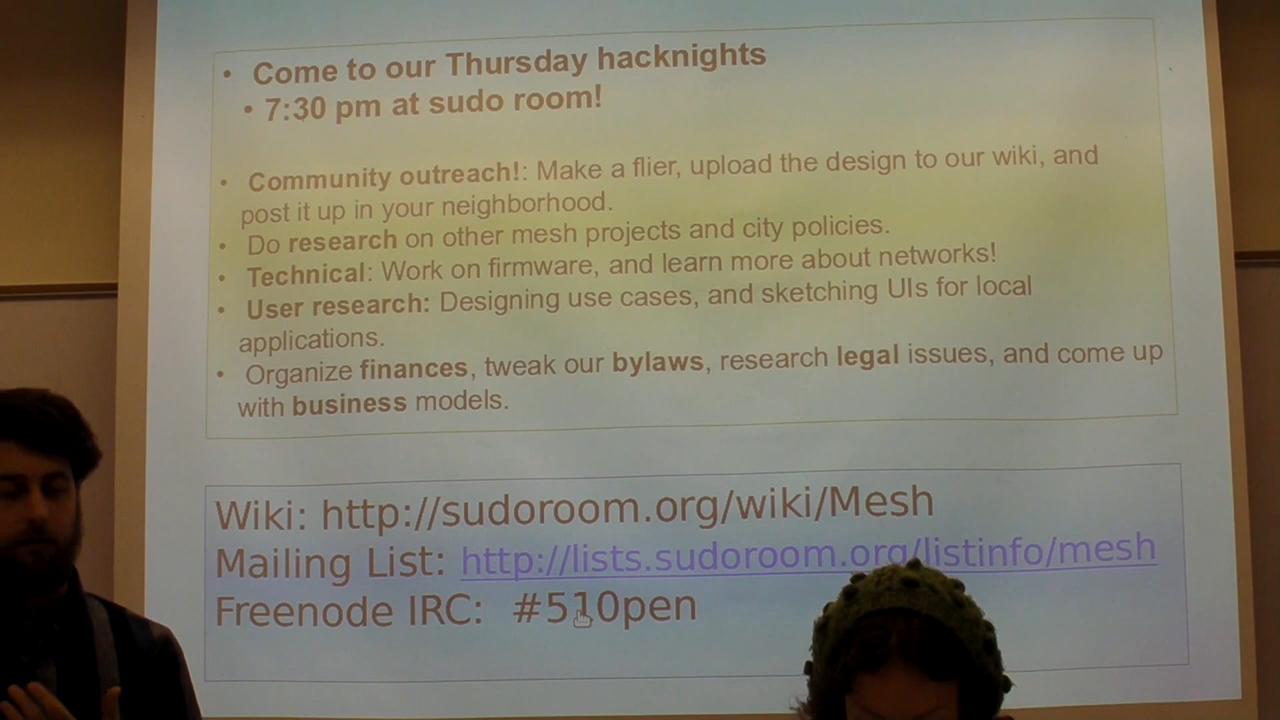 • Come to our Thursday hacknights
• 7:30 pm at sudo room!
• Community outreach!: Make a flier, upload the design to our wiki, and
post it up in your neighborhood.
• Do research on other mesh projects and city policies.
• Technical: Work on firmware, and learn more about networks!
• User research: Designing use cases, and sketching UIs for local
applications.
• Organize finances, tweak our bylaws, research legal issues, and come up
with business models.
Wiki: http://sudoroom.org/wiki/Mesh
Mailing List: http://lists.sudoroom.org/listinfo/mesh
Freenode IRC: #510pen